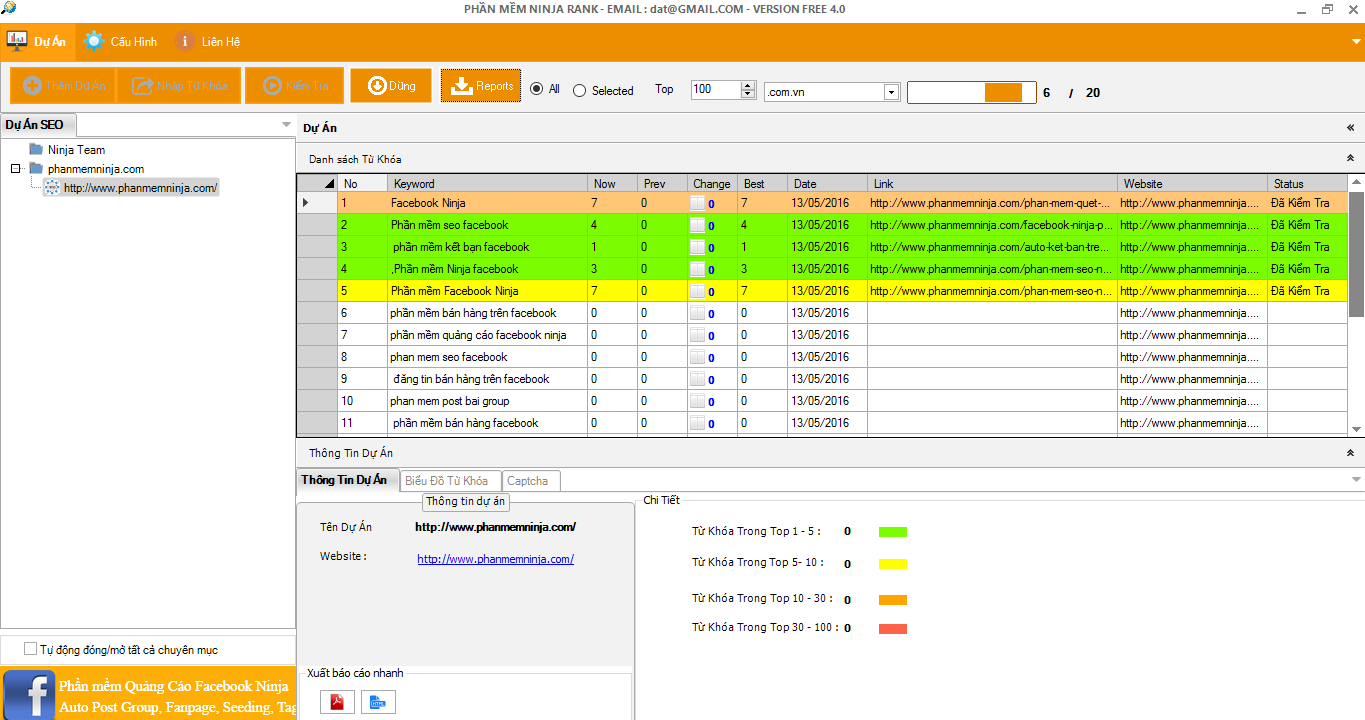 PHẦN MỀM NINJA RANK - EMAIL : dat@GMAIL.COM - VERSION FREE 4.0
Dự Án Cấu Hình Liên Hệ
Thêm Dự Án Nhập Từ Khóa Kiểm Tra Dừng Reports All Selected Top 100 .com.vn 6 / 20
Dự Án SEO
Ninja Team
phanmemninja.com
http://www.phanmemninja.com/
Dự Án
Danh sách Từ Khóa
No Keyword Now Prev Change Best Date Link Website Status
1 Facebook Ninja 7 0 0 7 13/05/2016 http://www.phanmemninja.com/phan-mem-quet-... http://www.phanmemninja.... Đã Kiểm Tra
2 Phần mềm seo facebook 4 0 0 4 13/05/2016 http://www.phanmemninja.com/facebook-ninja-p... http://www.phanmemninja.... Đã Kiểm Tra
3 phần mềm kết bạn facebook 1 0 0 1 13/05/2016 http://www.phanmemninja.com/auto-ket-ban-tre... http://www.phanmemninja.... Đã Kiểm Tra
4 ,Phần mềm Ninja facebook 3 0 0 3 13/05/2016 http://www.phanmemninja.com/phan-mem-seo-n... http://www.phanmemninja.... Đã Kiểm Tra
5 Phần mềm Facebook Ninja 7 0 0 7 13/05/2016 http://www.phanmemninja.com/phan-mem-seo-n... http://www.phanmemninja.... Đã Kiểm Tra
6 phần mềm bán hàng trên facebook 0 0 0 0 13/05/2016 http://www.phanmemninja....
7 phần mềm quảng cáo facebook ninja 0 0 0 0 13/05/2016 http://www.phanmemninja....
8 phan mem seo facebook 0 0 0 0 13/05/2016 http://www.phanmemninja....
9 đăng tin bán hàng trên facebook 0 0 0 0 13/05/2016 http://www.phanmemninja....
10 phan mem post bai group 0 0 0 0 13/05/2016 http://www.phanmemninja....
11 phần mềm bán hàng facebook 0 0 0 0 13/05/2016 http://www.phanmemninja....
Thông Tin Dự Án
Thông Tin Dự Án Biểu Đồ Từ Khóa Captcha
Thông tin dự án
Tên Dự Án http://www.phanmemninja.com/
Website : http://www.phanmemninja.com/
Chi Tiết
Từ Khóa Trong Top 1 - 5 : 0
Từ Khóa Trong Top 5- 10 : 0
Từ Khóa Trong Top 10 - 30 : 0
Từ Khóa Trong Top 30 - 100 : 0
Xuất báo cáo nhanh
HTML
Tự động đóng/mở tất cả chuyên mục
Phần mềm Quảng Cáo Facebook Ninja
Auto Post Group, Fanpage, Seeding, Tag